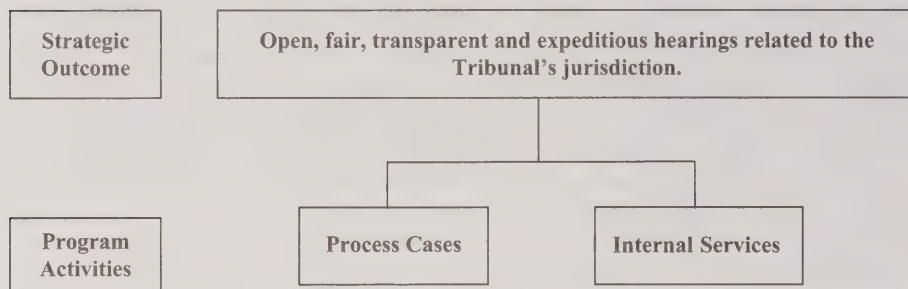 Strategic
Outcome
Open, fair, transparent and expeditious hearings related to the
Tribunal's jurisdiction.
Program
Activities
Process Cases
Internal Services